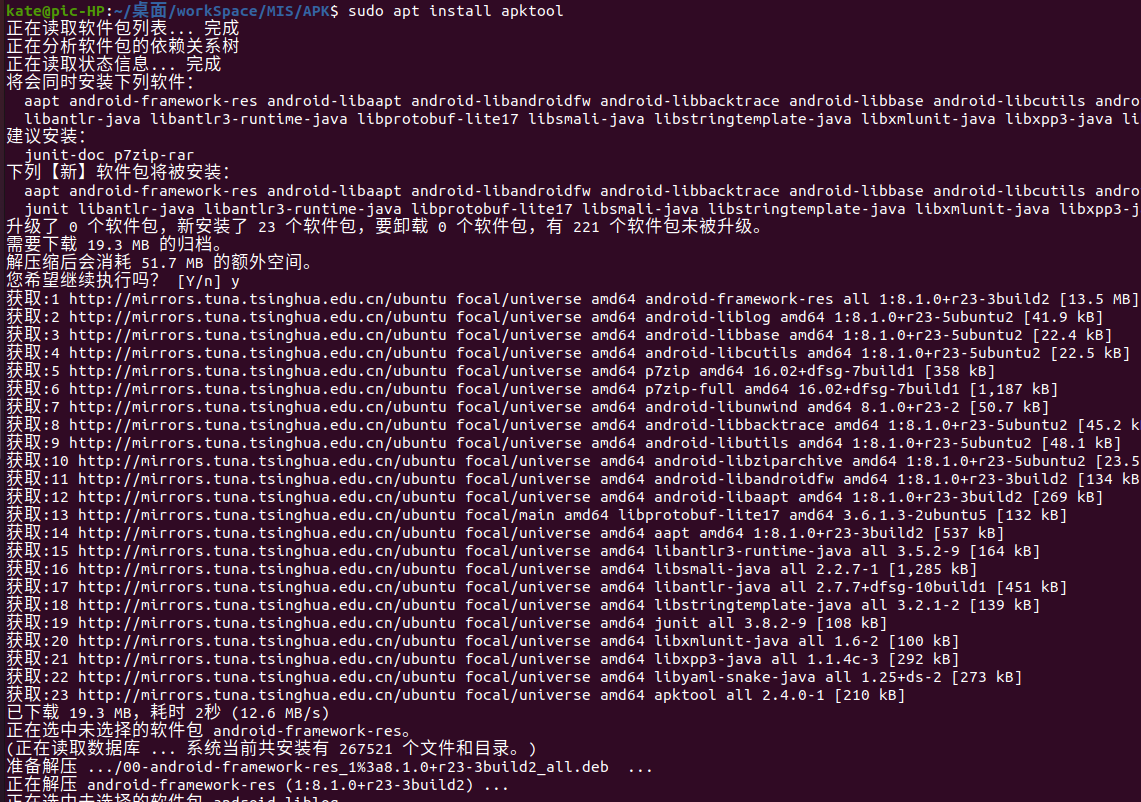 kate@pic-HP:~/桌面/workSpace/MIS/APK$ sudo apt install apktool
正在读取软件包列表... 完成
正在分析软件包的依赖关系树
正在读取状态信息... 完成
将会同时安装下列软件：
aapt android-framework-res android-libaapt android-libandroidfw android-libbacktrace android-libbase android-libcutils andro
libantlr-java libantlr3-runtime-java libprotobuf-lite17 libsmali-java libstringtemplate-java libxmlunit-java libxpp3-java li
建议安装：
junit-doc p7zip-rar
下列【新】软件包将被安装：
aapt android-framework-res android-libaapt android-libandroidfw android-libbacktrace android-libbase android-libcutils andro
junit libantlr-java libantlr3-runtime-java libprotobuf-lite17 libsmali-java libstringtemplate-java libxmlunit-java libxpp3-j
升级了 0 个软件包，新安装了 23 个软件包，要卸载 0 个软件包，有 221 个软件包未被升级。
需要下载 19.3 MB 的归档。
解压缩后会消耗 51.7 MB 的额外空间。
您希望继续执行吗？ [Y/n] y
获取:1 http://mirrors.tuna.tsinghua.edu.cn/ubuntu focal/universe amd64 android-framework-res all 1:8.1.0+r23-3build2 [13.5 MB]
获取:2 http://mirrors.tuna.tsinghua.edu.cn/ubuntu focal/universe amd64 android-liblog amd64 1:8.1.0+r23-5ubuntu2 [41.9 kB]
获取:3 http://mirrors.tuna.tsinghua.edu.cn/ubuntu focal/universe amd64 android-libbase amd64 1:8.1.0+r23-5ubuntu2 [22.4 kB]
获取:4 http://mirrors.tuna.tsinghua.edu.cn/ubuntu focal/universe amd64 android-libcutils amd64 1:8.1.0+r23-5ubuntu2 [22.5 kB]
获取:5 http://mirrors.tuna.tsinghua.edu.cn/ubuntu focal/universe amd64 p7zip amd64 16.02+dfsg-7build1 [358 kB]
获取:6 http://mirrors.tuna.tsinghua.edu.cn/ubuntu focal/universe amd64 p7zip-full amd64 16.02+dfsg-7build1 [1,187 kB]
获取:7 http://mirrors.tuna.tsinghua.edu.cn/ubuntu focal/universe amd64 android-libunwind amd64 8.1.0+r23-2 [50.7 kB]
获取:8 http://mirrors.tuna.tsinghua.edu.cn/ubuntu focal/universe amd64 android-libbacktrace amd64 1:8.1.0+r23-5ubuntu2 [45.2 k
获取:9 http://mirrors.tuna.tsinghua.edu.cn/ubuntu focal/universe amd64 android-libutils amd64 1:8.1.0+r23-5ubuntu2 [48.1 kB]
获取:10 http://mirrors.tuna.tsinghua.edu.cn/ubuntu focal/universe amd64 android-libziparchive amd64 1:8.1.0+r23-5ubuntu2 [23.5
获取:11 http://mirrors.tuna.tsinghua.edu.cn/ubuntu focal/universe amd64 android-libandroidfw amd64 1:8.1.0+r23-3build2 [134 kB
获取:12 http://mirrors.tuna.tsinghua.edu.cn/ubuntu focal/universe amd64 android-libaapt amd64 1:8.1.0+r23-3build2 [269 kB]
获取:13 http://mirrors.tuna.tsinghua.edu.cn/ubuntu focal/main amd64 libprotobuf-lite17 amd64 3.6.1.3-2ubuntu5 [132 kB]
获取:14 http://mirrors.tuna.tsinghua.edu.cn/ubuntu focal/universe amd64 aapt amd64 1:8.1.0+r23-3build2 [537 kB]
获取:15 http://mirrors.tuna.tsinghua.edu.cn/ubuntu focal/universe amd64 libantlr3-runtime-java all 3.5.2-9 [164 kB]
获取:16 http://mirrors.tuna.tsinghua.edu.cn/ubuntu focal/universe amd64 libsmali-java all 2.2.7-1 [1,285 kB]
获取:17 http://mirrors.tuna.tsinghua.edu.cn/ubuntu focal/universe amd64 libantlr-java all 2.7.7+dfsg-10build1 [451 kB]
获取:18 http://mirrors.tuna.tsinghua.edu.cn/ubuntu focal/universe amd64 libstringtemplate-java all 3.2.1-2 [139 kB]
获取:19 http://mirrors.tuna.tsinghua.edu.cn/ubuntu focal/universe amd64 junit all 3.8.2-9 [108 kB]
获取:20 http://mirrors.tuna.tsinghua.edu.cn/ubuntu focal/universe amd64 libxmlunit-java all 1.6-2 [100 kB]
获取:21 http://mirrors.tuna.tsinghua.edu.cn/ubuntu focal/universe amd64 libxpp3-java all 1.1.4c-3 [292 kB]
获取:22 http://mirrors.tuna.tsinghua.edu.cn/ubuntu focal/universe amd64 libyaml-snake-java all 1.25+ds-2 [273 kB]
获取:23 http://mirrors.tuna.tsinghua.edu.cn/ubuntu focal/universe amd64 apktool all 2.4.0-1 [210 kB]
已下载 19.3 MB，耗时 2秒 (12.6 MB/s)
正在选中未选择的软件包 android-framework-res。
(正在读取数据库 ... 系统当前共安装有 267521 个文件和目录。)
准备解压 .../00-android-framework-res_1%3a8.1.0+r23-3build2_all.deb ...
正在解压 android-framework-res (1:8.1.0+r23-3build2) ...
正在选中未选择的软件包 android-liblog